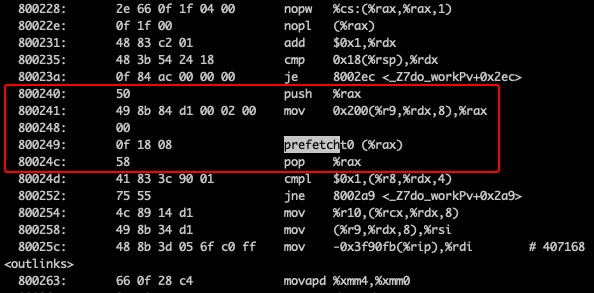 800228: 2e 66 0f 1f 04 00 nopw %cs:(%rax,%rax,1)
80022e: 0f 1f 00 nopl (%rax)
800231: 48 83 c2 01 add $0x1,%rdx
800235: 48 3b 54 24 18 cmp 0x18(%rsp),%rdx
80023a: 0f 84 ac 00 00 00 je 8002ec <_Z7do_workPv+0x2ec>
800240: 50 push %rax
800241: 49 8b 84 d1 00 02 00 mov 0x200(%r9,%rdx,8),%rax
800248: 00
800249: 0f 18 08 prefetcht0 (%rax)
80024c: 58 pop %rax
80024d: 41 83 3c 90 01 cmpl $0x1,(%r8,%rdx,4)
800252: 75 55 jne 8002a9 <_Z7do_workPv+0x2a9>
800254: 4c 89 14 d1 mov %r10,(%rcx,%rdx,8)
800258: 49 8b 34 d1 mov (%r9,%rdx,8),%rsi
80025c: 48 8b 3d 05 6f c0 ff mov -0x3f90fb(%rip),%rdi # 407168
<outlinks>
800263: 66 0f 28 c4 movapd %xmm4,%xmm0